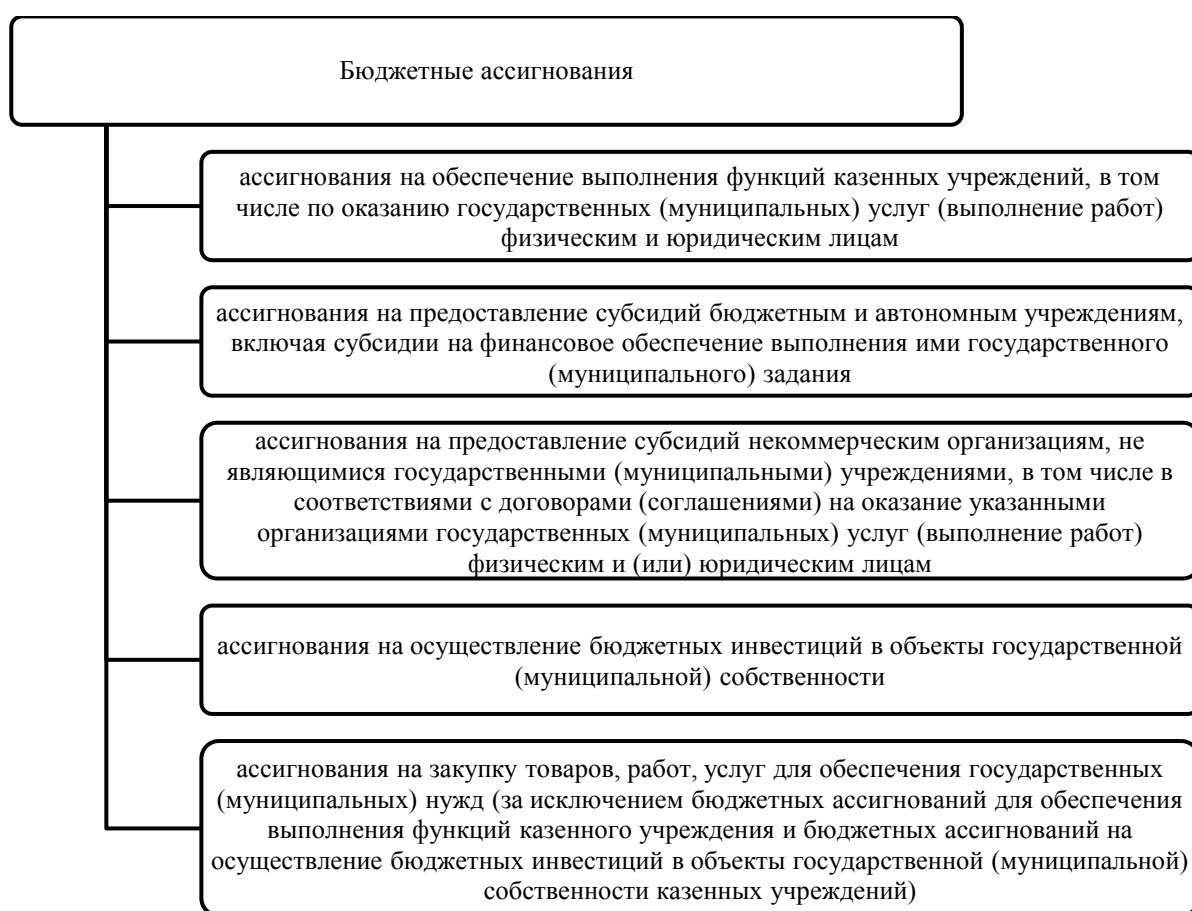 Бюджетные ассигнования
ассигнования на обеспечение выполнения функций казенных учреждений, в том
числе по оказанию государственных (муниципальных) услуг (выполнение работ)
физическим и юридическим лицам
ассигнования на предоставление субсидий бюджетным и автономным учреждениям,
включая субсидии на финансовое обеспечение выполнения ими государственного
(муниципального) задания
ассигнования на предоставление субсидий некоммерческим организациям, не
являющимися государственными (муниципальными) учреждениями, в том числе в
соответствиями с договорами (соглашениями) на оказание указанными
организациями государственных (муниципальных) услуг (выполнение работ)
физическим и (или) юридическим лицам
ассигнования на осуществление бюджетных инвестиций в объекты государственной
(муниципальной) собственности
ассигнования на закупку товаров, работ, услуг для обеспечения государственных
(муниципальных) нужд (за исключением бюджетных ассигнований для обеспечения
выполнения функций казенного учреждения и бюджетных ассигнований на
осуществление бюджетных инвестиций в объекты государственной (муниципальной)
собственности казенных учреждений)